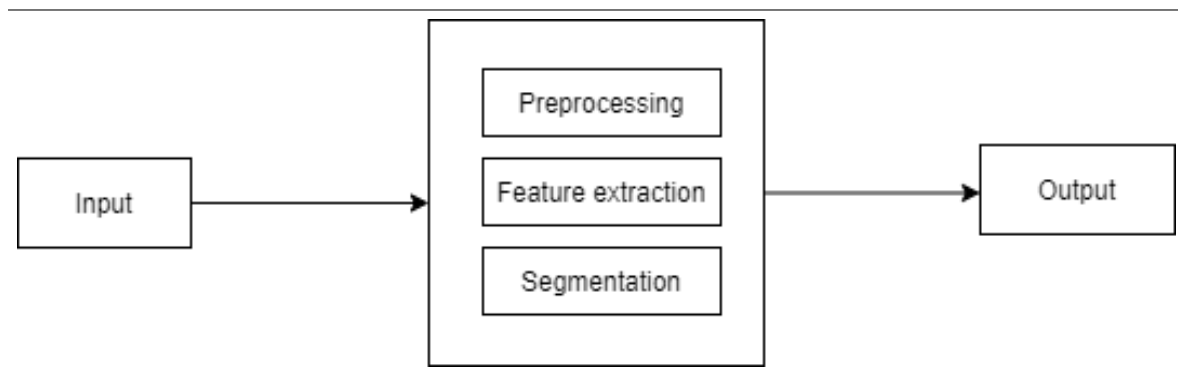 Input
Preprocessing
Feature extraction
Segmentation
Output